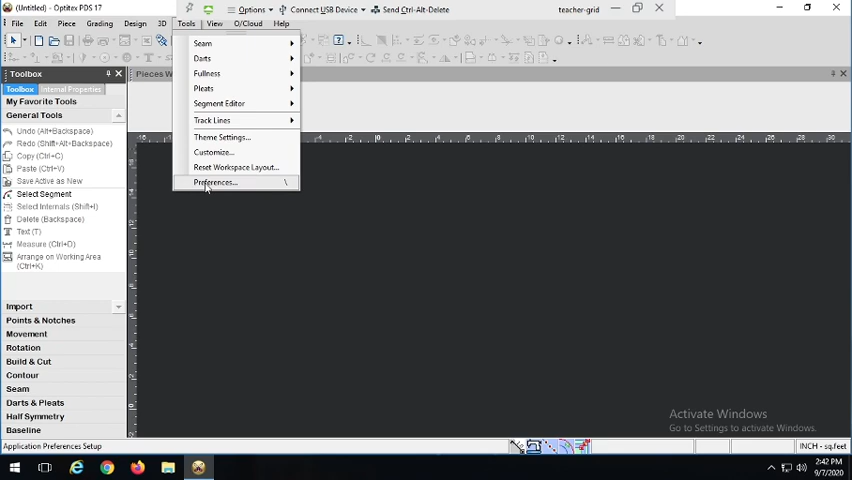 (Untitled) - Optitex PDS 17
Options
Connect USB Device
Send Ctrl-Alt-Delete
teacher-grid
File Edit Piece Grading Design 3D Tools View O/Cloud Help
Toolbox
Pieces W
Toolbox Internal Properties
My Favorite Tools
General Tools
Undo (Alt+Backspace)
Redo (Shift+Alt+Backspace)
Copy (Ctrl+C)
Paste (Ctrl+V)
Save Active as New
Select Segment
Select Internals (Shift+I)
Delete (Backspace)
Text (T)
Measure (Ctrl+D)
Arrange on Working Area
(Ctrl+K)
Import
Points & Notches
Movement
Rotation
Build & Cut
Contour
Seam
Darts & Pleats
Half Symmetry
Baseline
Seam
Darts
Fullness
Pleats
Segment Editor
Track Lines
Theme Settings...
Customize...
Reset Workspace Layout...
Preferences... \
Activate Windows
Go to Settings to activate Windows.
Application Preferences Setup
INCH - sq.feet
2:42 PM
9/7/2020